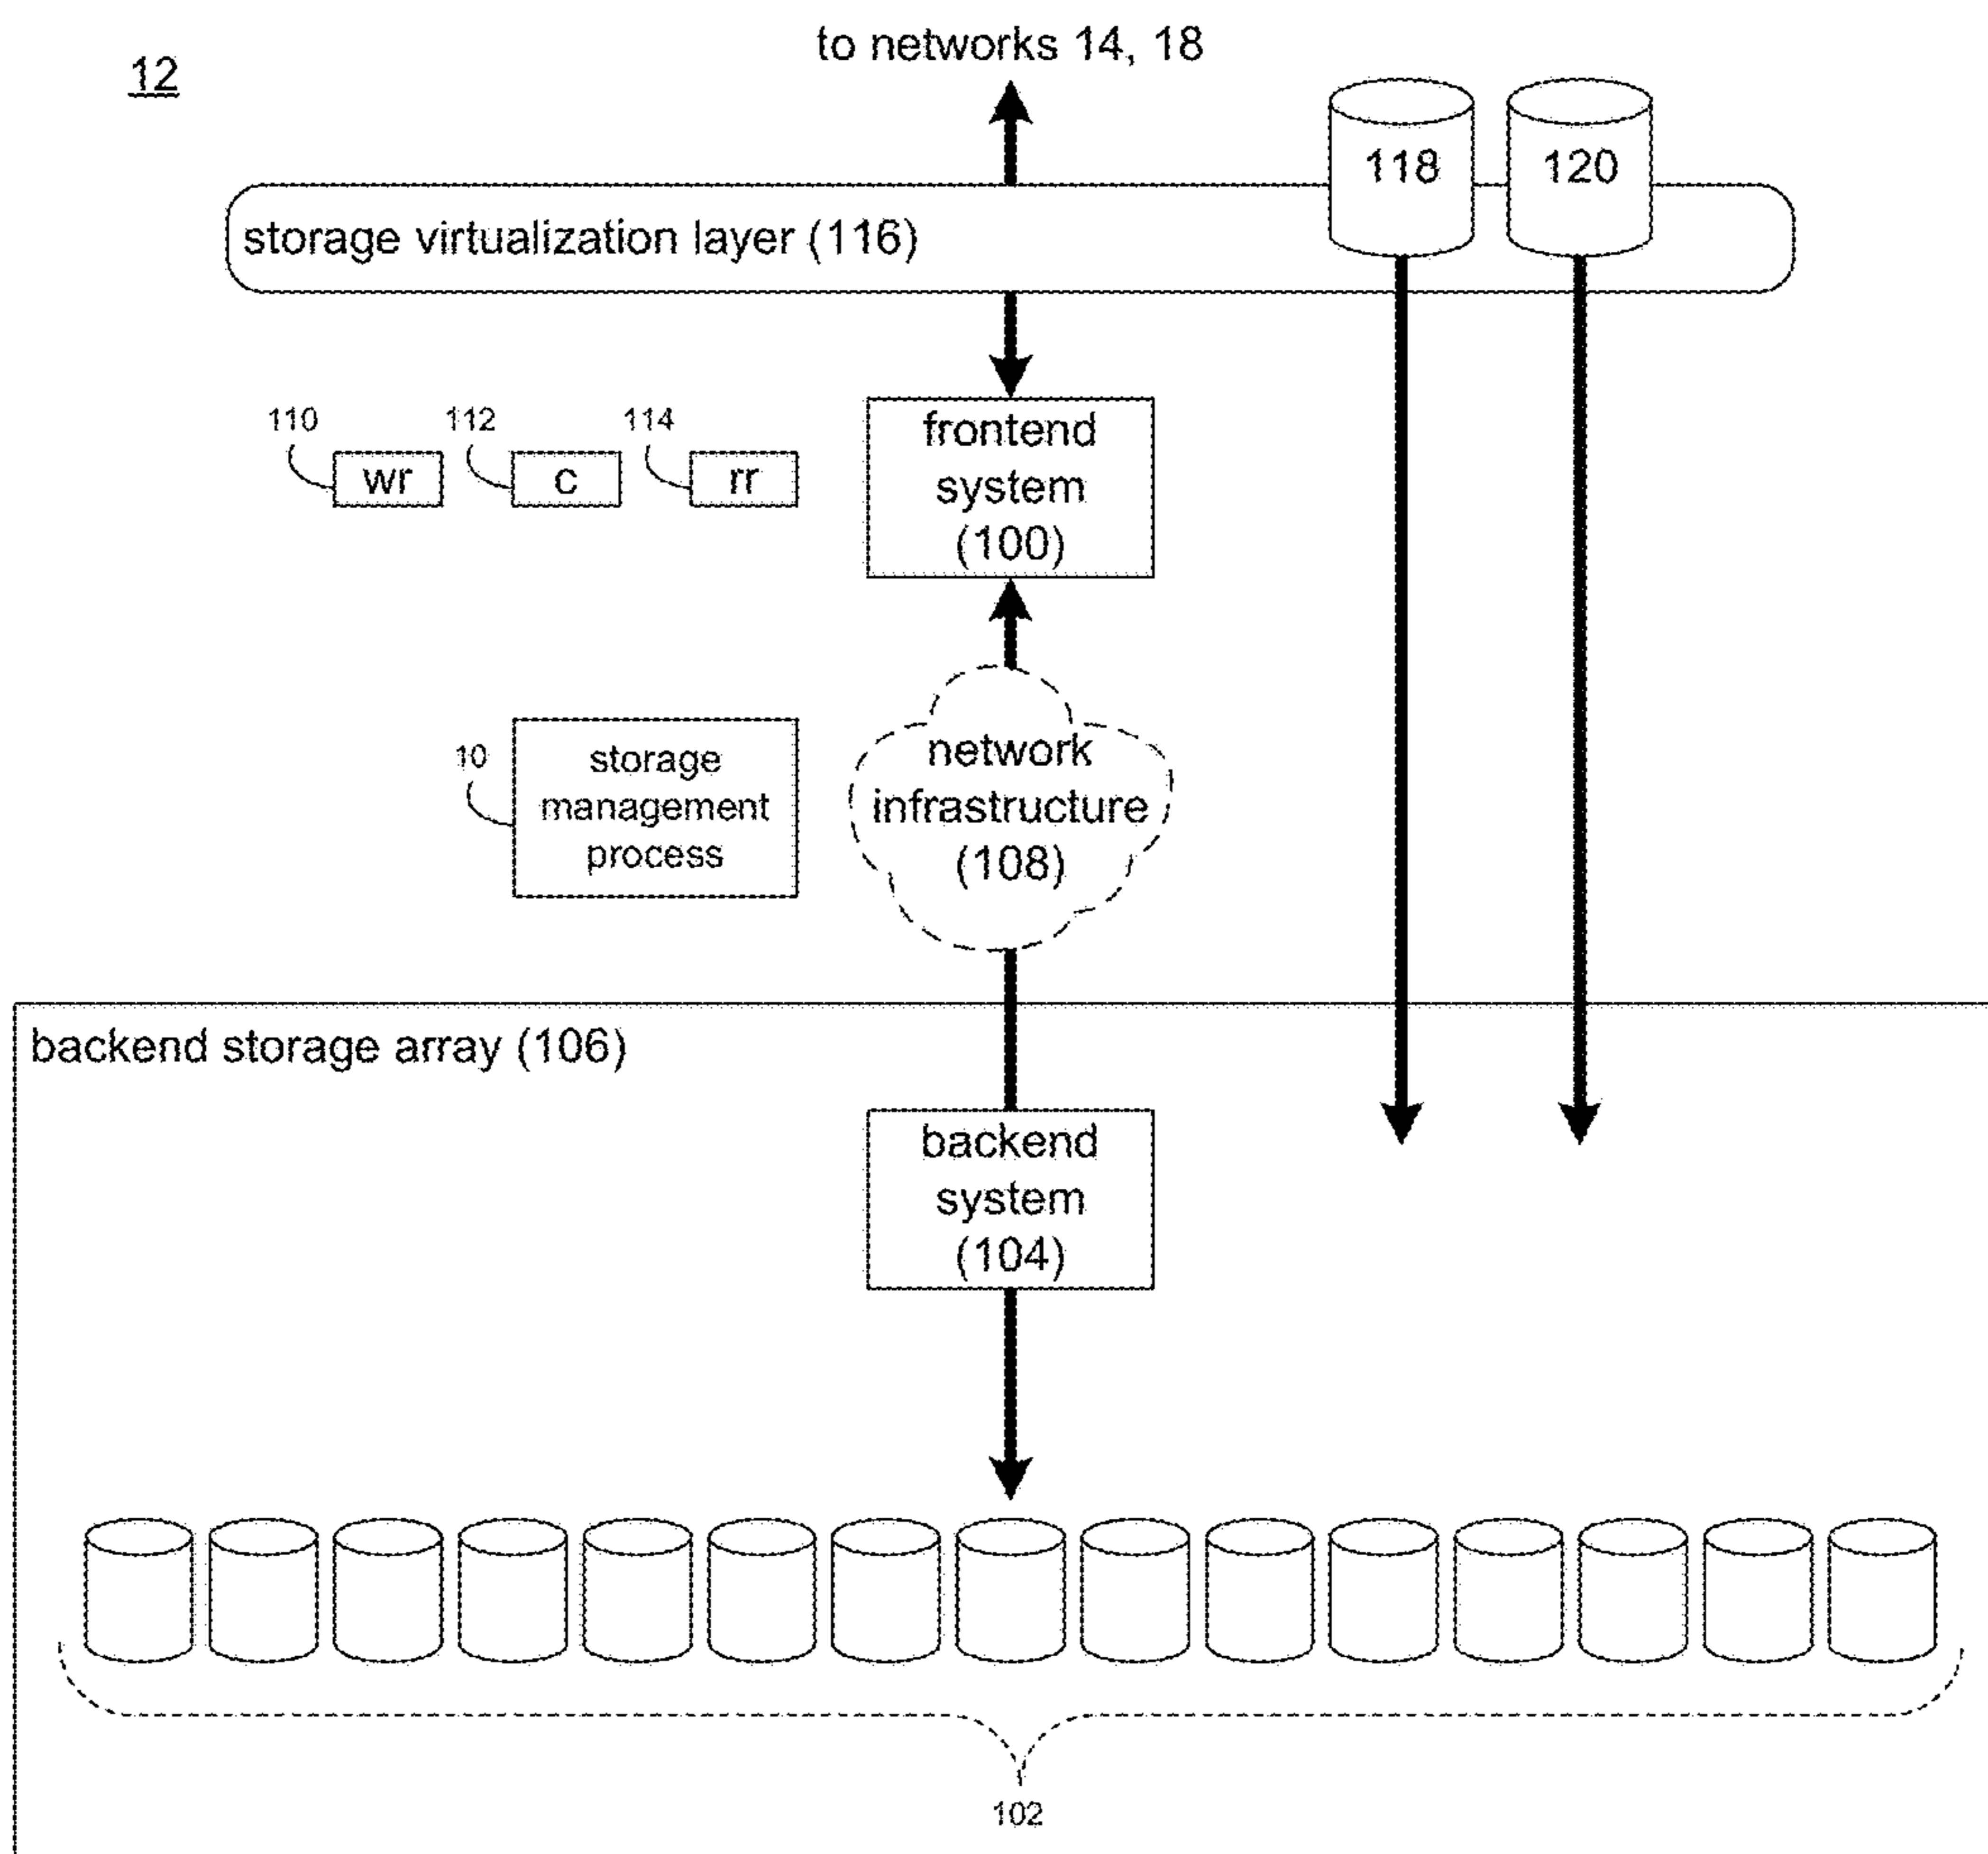 to networks 14, 18
12
118
120
storage virtualization layer (116)
110
112
114
wr
c
rr
frontend
system
(100)
10
storage
management
process
network
infrastructure
(108)
backend storage array (106)
backend
system
(104)
102